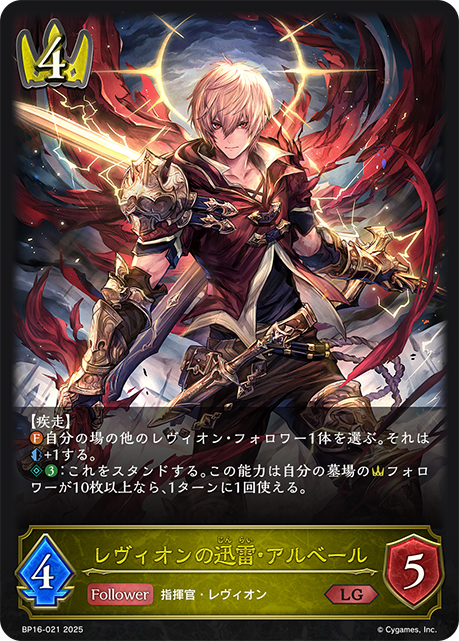 4
【疾走】
F自分の場の他のレヴィオン・フォロワー1体を選ぶ。それは
+1する。
3：これをスタンドする。この能力は自分の墓場のフォロ
ワーが10枚以上なら、1ターンに1回使える。
じん らい
レヴィオンの迅雷・アルベール
4
Follower 指揮官・レヴィオン LG
5
BP16-021 2025
© Cygames, Inc.